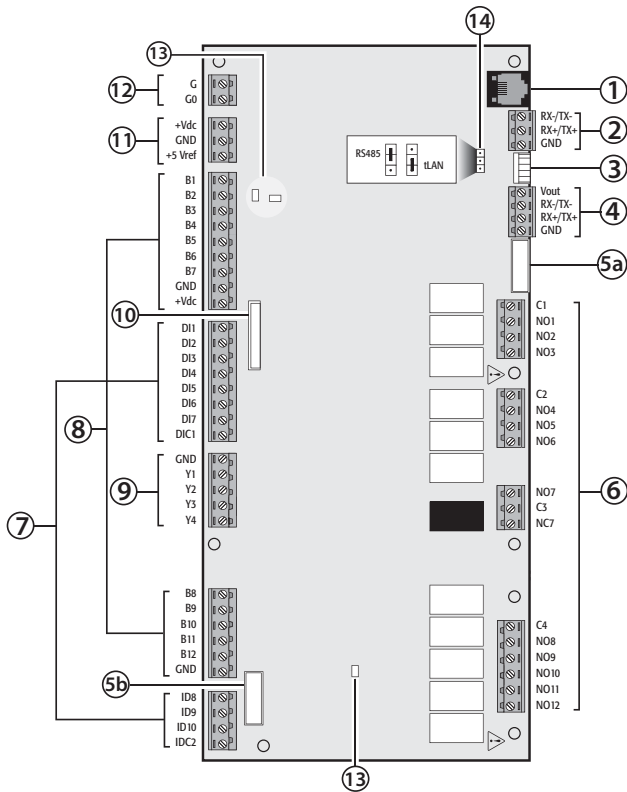 13
14
12
G
G0
11
+Vdc
GND
+5 Vref
B1
B2
B3
B4
B5
B6
B7
GND
+Vdc
10
DI1
DI2
DI3
DI4
DI5
DI6
DI7
DIC1
8
9
GND
Y1
Y2
Y3
Y4
7
B8
B9
B10
B11
B12
GND
5b
ID8
ID9
ID10
IDC2
13
RS485
tLAN
1
RX-/TX-
RX+/TX+
GND
2
3
Vout
RX-/TX-
RX+/TX+
GND
4
5a
C1
NO1
NO2
NO3
C2
NO4
NO5
NO6
6
NO7
C3
NC7
C4
NO8
NO9
NO10
NO11
NO12